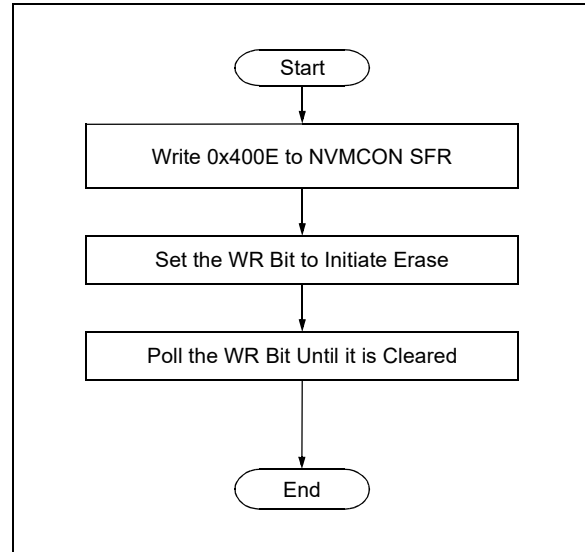 Start
Write 0x400E to NVMCON SFR
Set the WR Bit to Initiate Erase
Poll the WR Bit Until it is Cleared
End